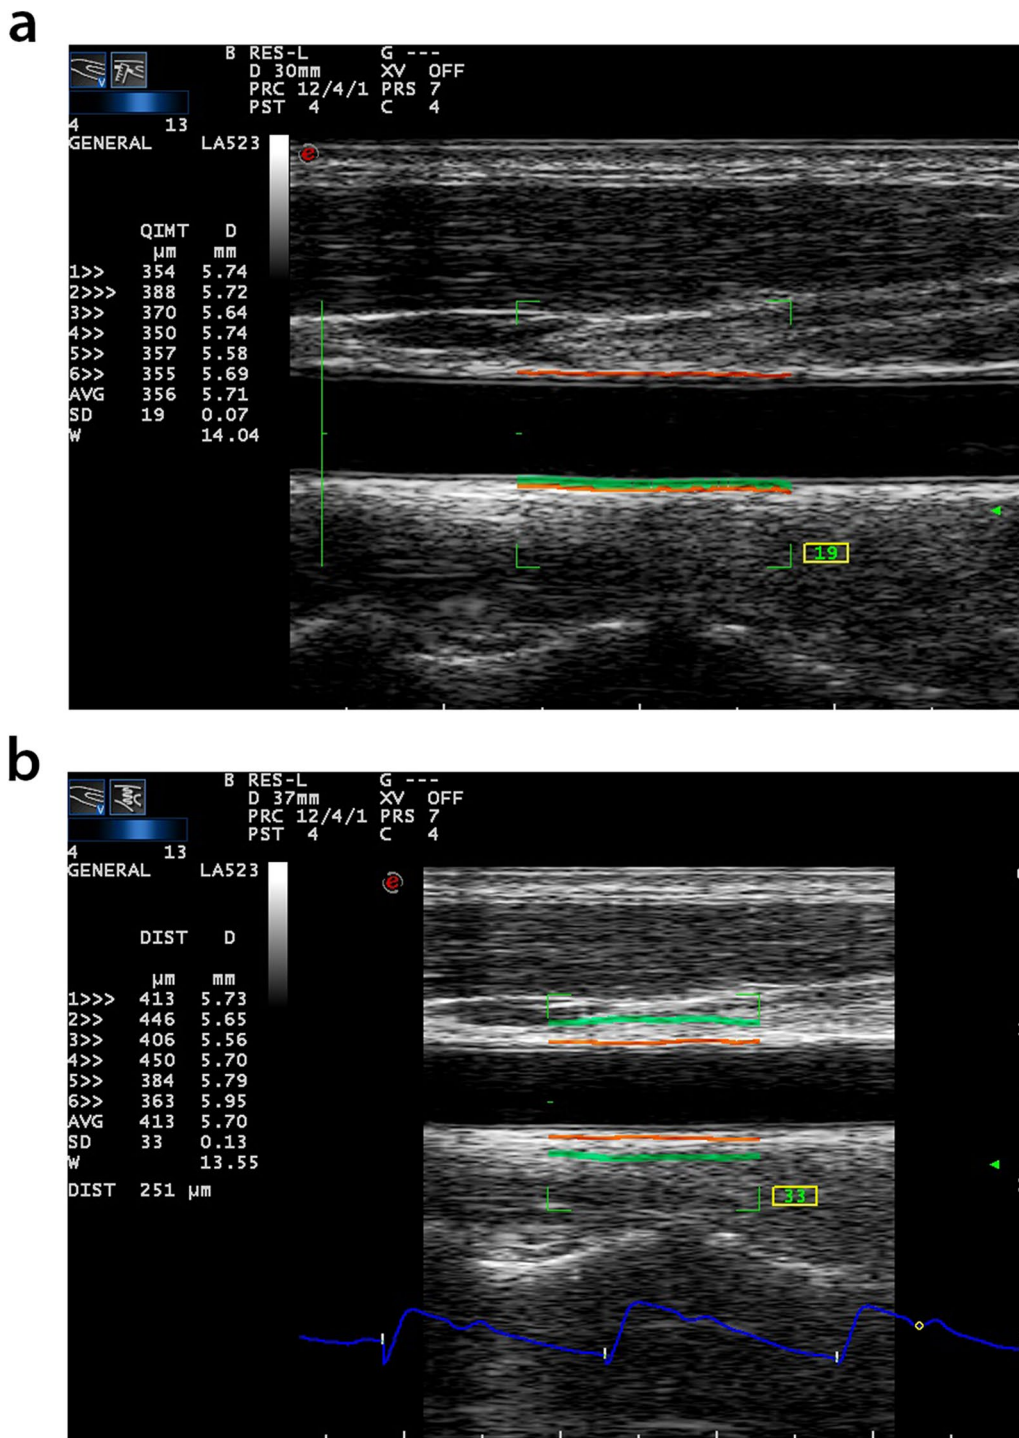 a
B RES-L G ---
D 30mm XV OFF
PRC 12/4/1 PRS 7
PST 4 C 4
V
4 13
GENERAL LA523
e
QIMT D
µm mm
1>> 354 5.74
2>>> 388 5.72
3>> 370 5.64
4>> 350 5.74
5>> 357 5.58
6>> 355 5.69
AVG 356 5.71
SD 19 0.07
W 14.04
19
b
B RES-L G ---
D 37mm XV OFF
PRC 12/4/1 PRS 7
PST 4 C 4
V
4 13
GENERAL LA523
e
DIST D
µm mm
1>>> 413 5.73
2>> 446 5.65
3>> 406 5.56
4>> 450 5.70
5>> 384 5.79
6>> 363 5.95
AVG 413 5.70
SD 33 0.13
W 13.55
DIST 251 µm
33